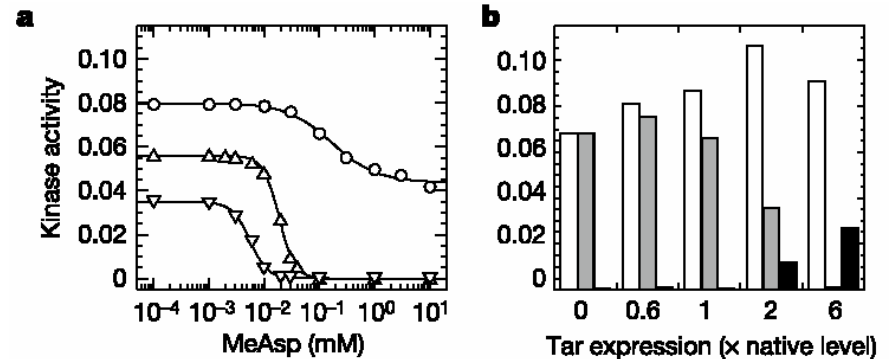 a
b
Kinase activity
0.10
0.08
0.06
0.04
0.02
0
10⁻⁴ 10⁻³ 10⁻² 10⁻¹ 10⁰ 10¹
MeAsp (mM)
0.10
0.08
0.06
0.04
0.02
0
0 0.6 1 2 6
Tar expression (× native level)